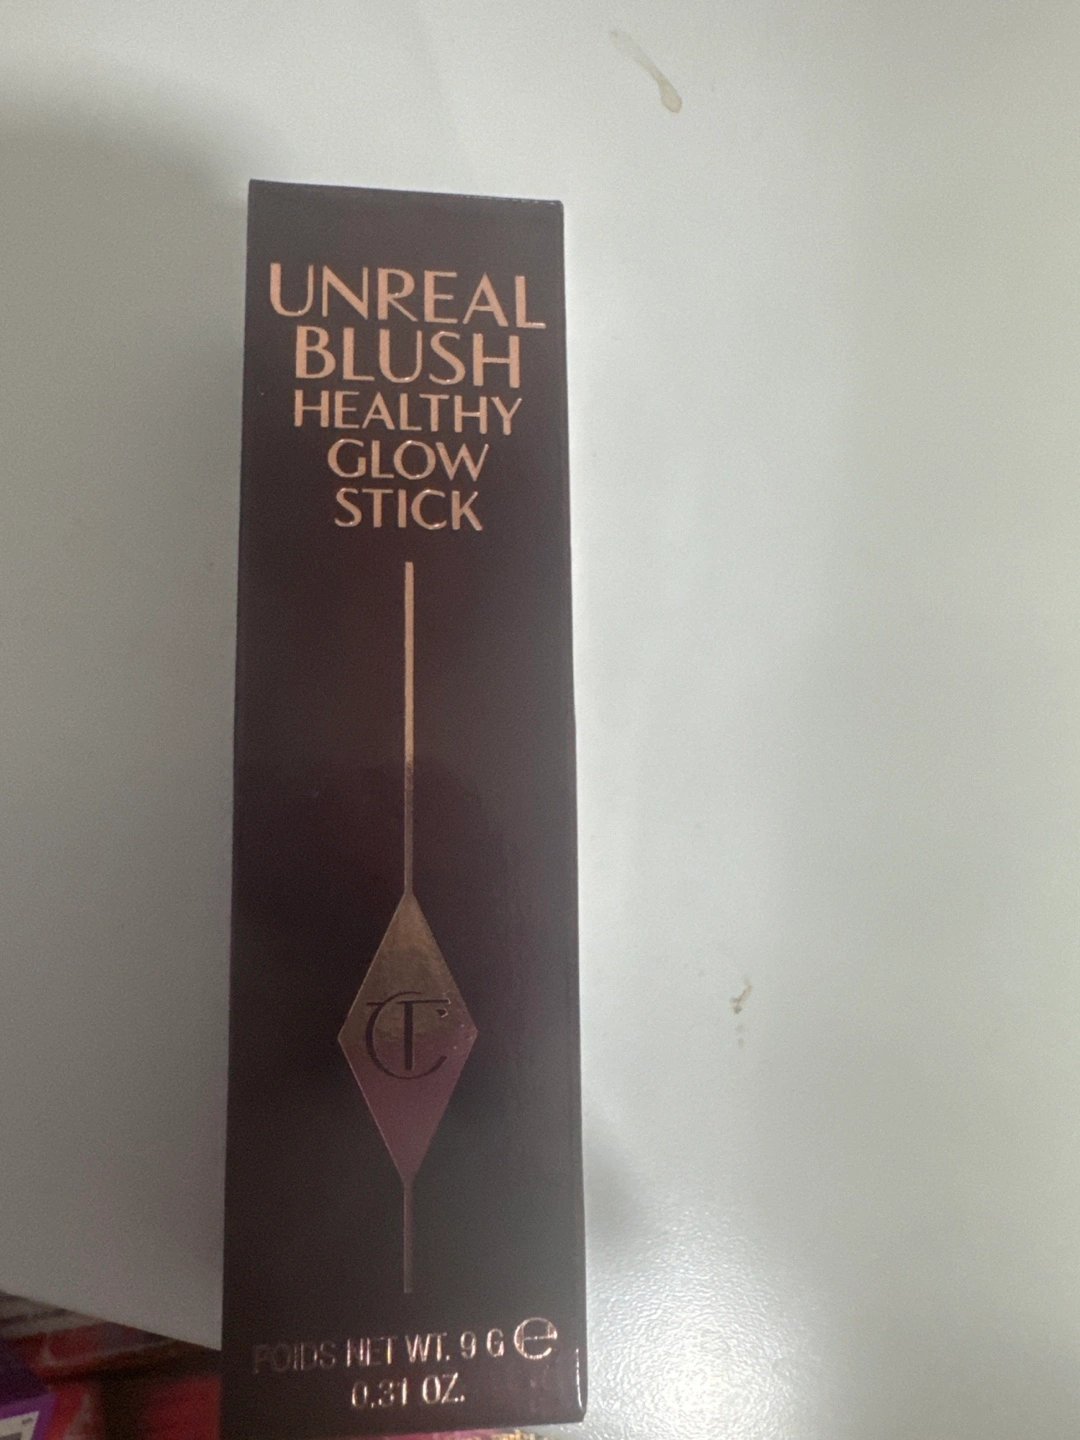 UNREAL
BLUSH
HEALTHY
GLOW
STICK
CT
POIDS NET WT. 9 G ℮
0.31 OZ.